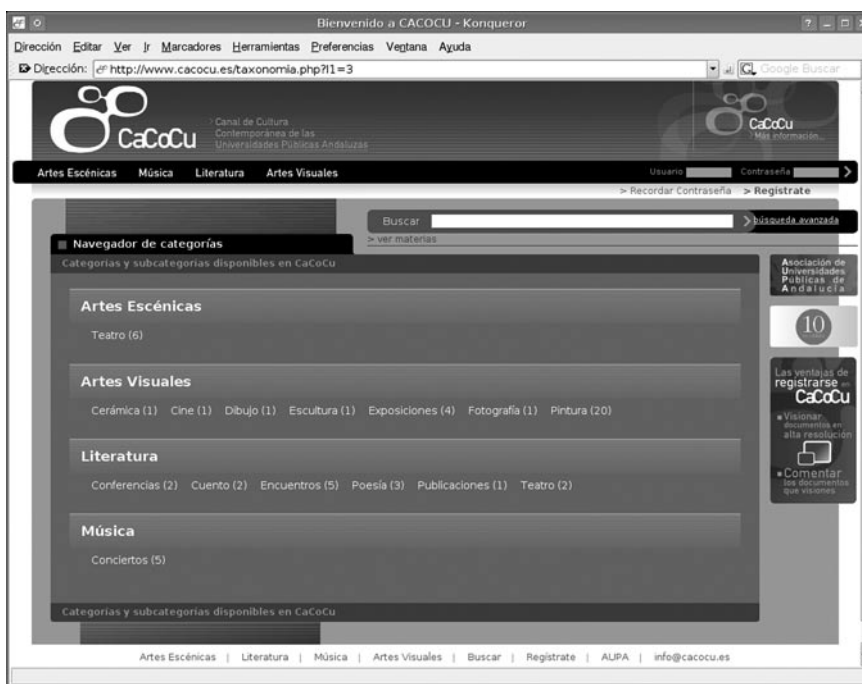 Bienvenido a CACOCU - Konqueror
Dirección Editar Ver Ir Marcadores Herramientas Preferencias Ventana Ayuda
Dirección: http://www.cacocu.es/taxonomia.php?l1=3 Google Buscar
CaCoCu
Canal de Cultura
Contemporánea de las
Universidades Públicas Andaluzas
CaCoCu
Más información...
Artes Escénicas Música Literatura Artes Visuales Usuario Contraseña
> Recordar Contraseña > Regístrate
Buscar búsqueda avanzada
> ver materias
Navegador de categorías
Categorías y subcategorías disponibles en CaCoCu
Artes Escénicas
Teatro (6)
Artes Visuales
Cerámica (1) Cine (1) Dibujo (1) Escultura (1) Exposiciones (4) Fotografía (1) Pintura (20)
Literatura
Conferencias (2) Cuento (2) Encuentros (5) Poesía (3) Publicaciones (1) Teatro (2)
Música
Conciertos (5)
Categorías y subcategorías disponibles en CaCoCu
Asociación de
Universidades
Públicas de
Andalucía
10
Las ventajas de
registrarse en
CaCoCu
Visionar
documentos en
alta resolución
Comentar
los documentos
que visiones
Artes Escénicas | Literatura | Música | Artes Visuales | Buscar | Regístrate | AUPA | info@cacocu.es